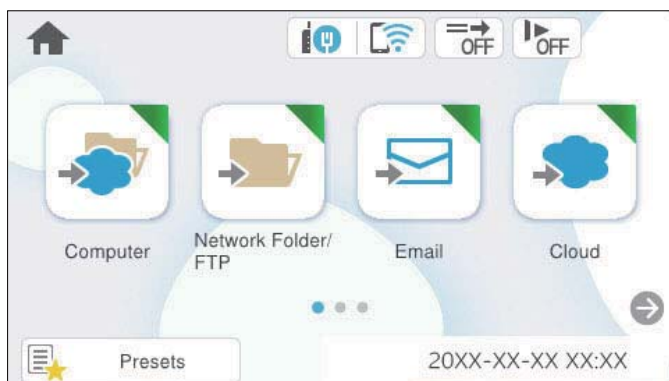 OFF
OFF
Computer
Network Folder/
FTP
Email
Cloud
Presets
20XX-XX-XX XX:XX